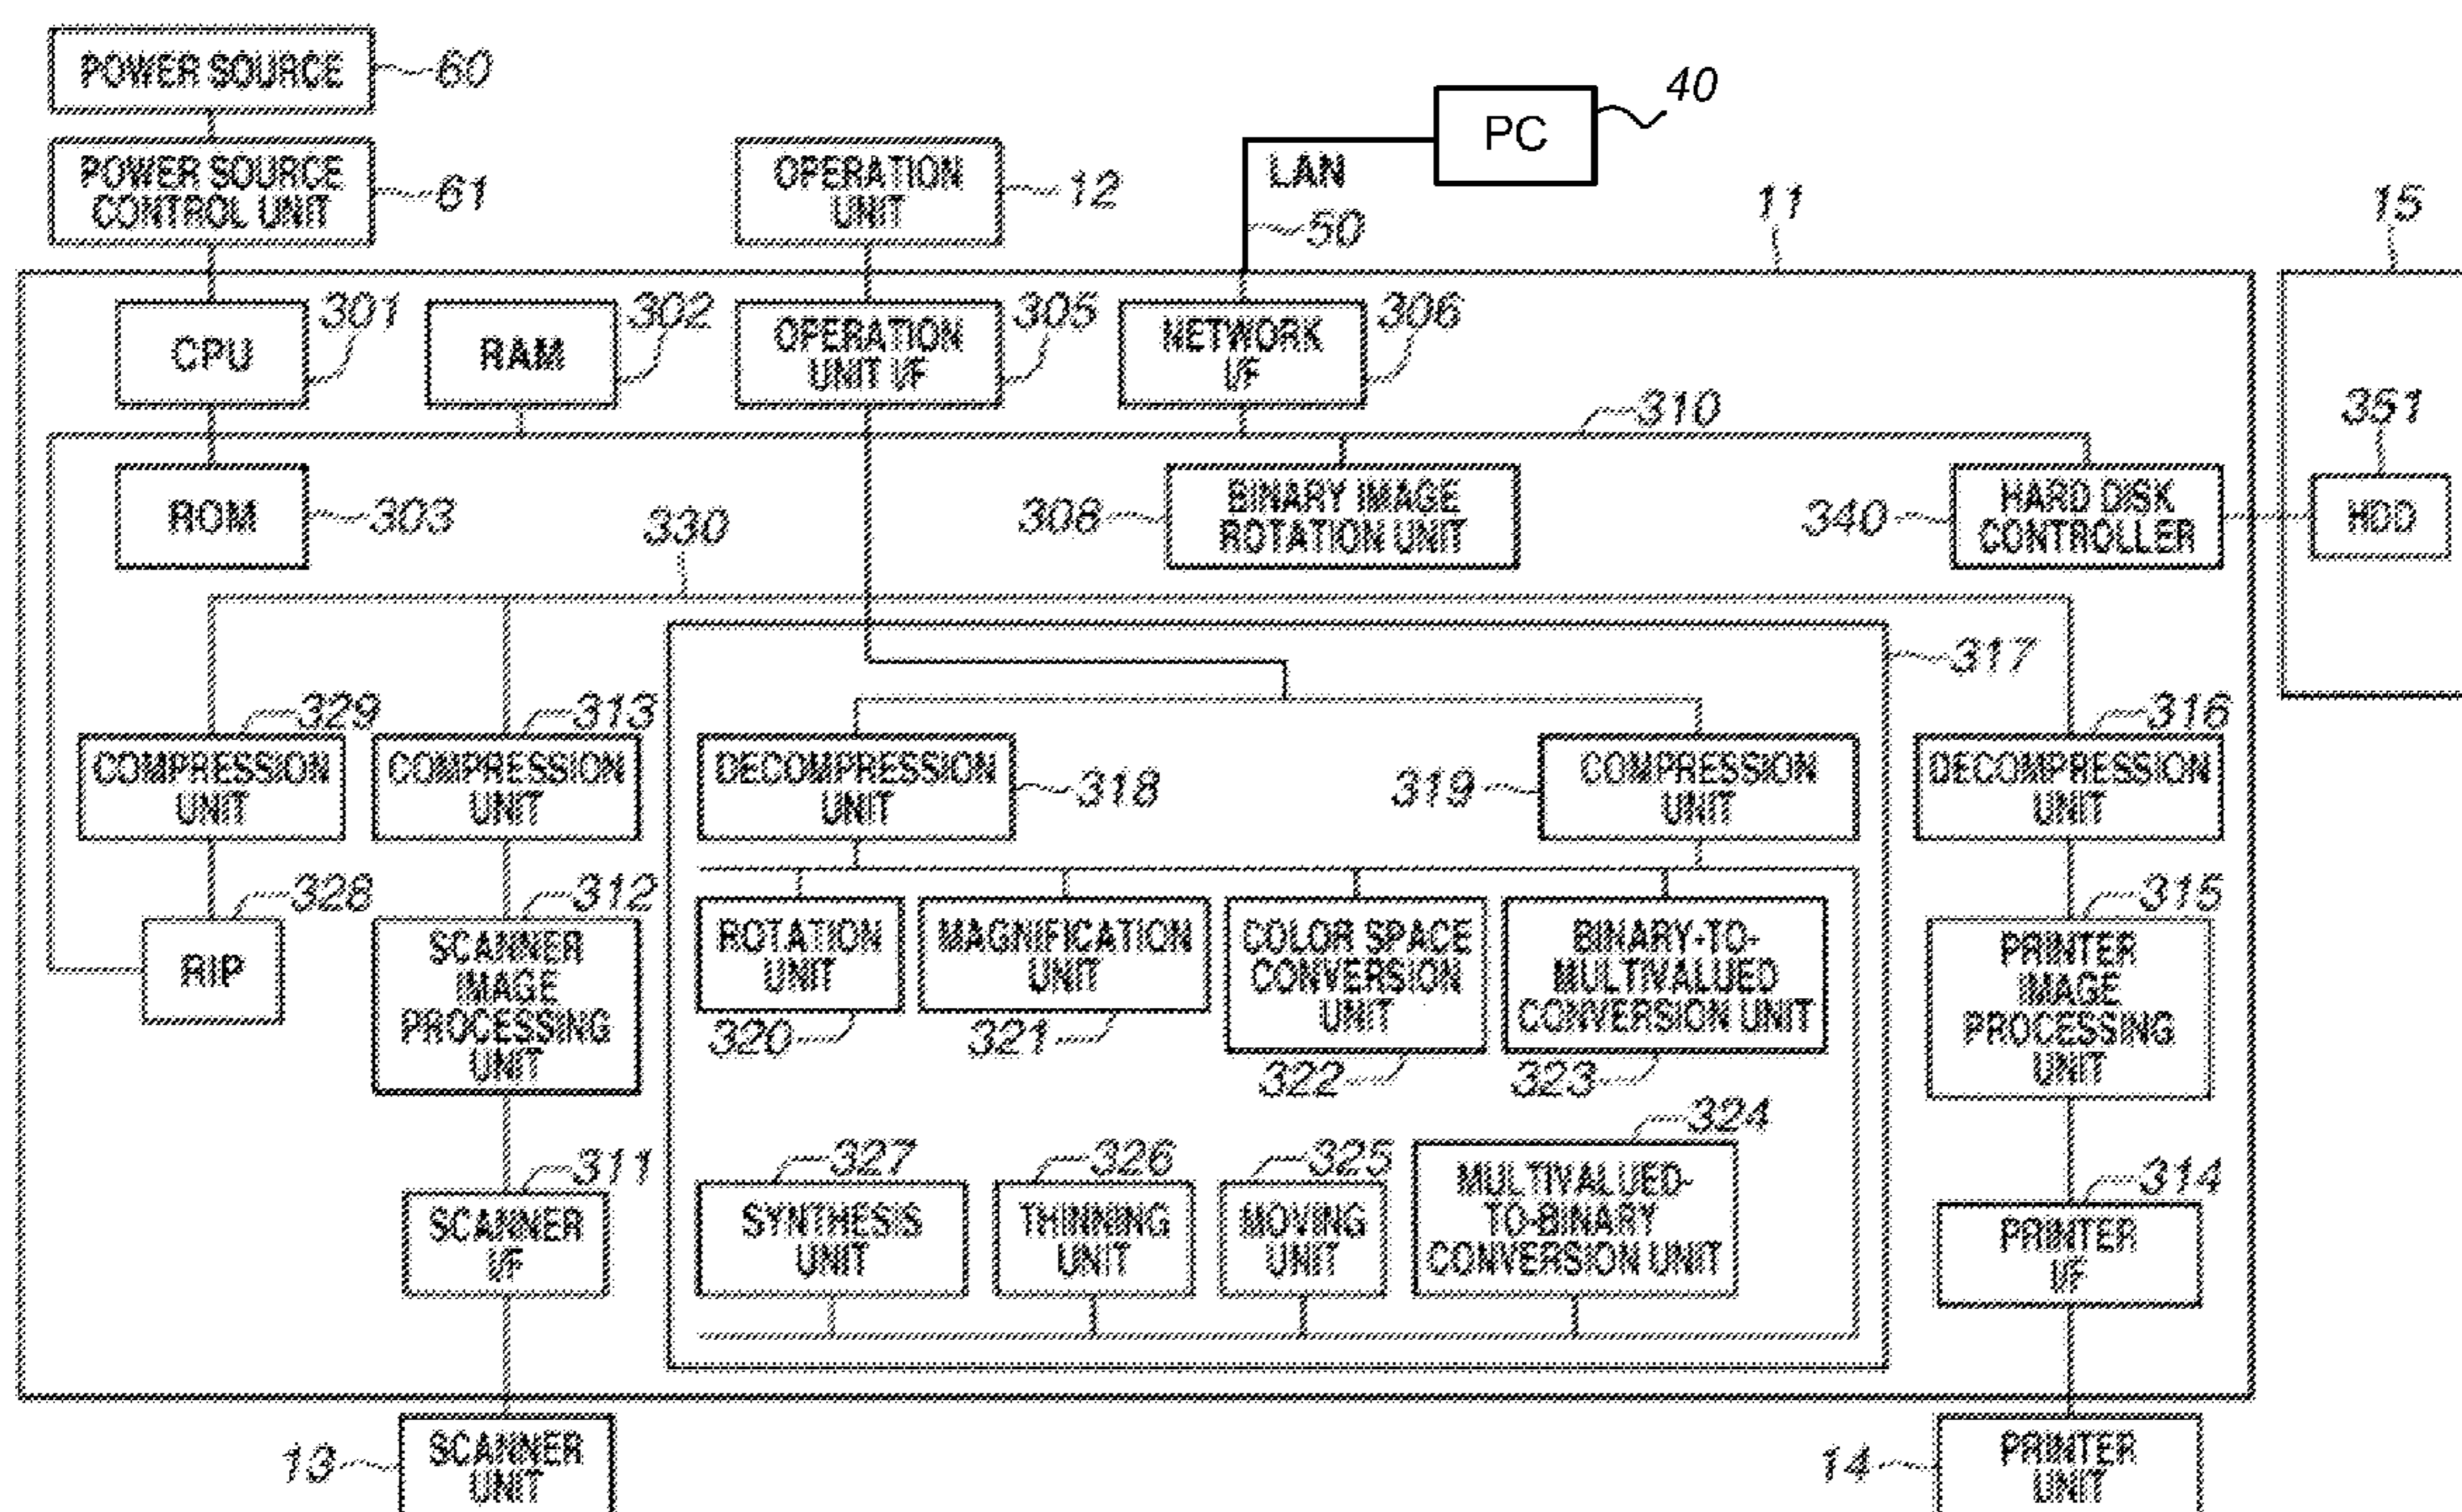 POWER SOURCE
60
POWER SOURCE
CONTROL UNIT
61
OPERATION
UNIT
12
PC
40
LAN
50
11
15
CPU
301
RAM
302
OPERATION
UNIT I/F
305
NETWORK
I/F
306
310
351
HDD
ROM
303
330
308
BINARY IMAGE
ROTATION UNIT
340
HARD DISK
CONTROLLER
317
329
COMPRESSION
UNIT
313
COMPRESSION
UNIT
DECOMPRESSION
UNIT
318
319
COMPRESSION
UNIT
316
DECOMPRESSION
UNIT
328
RIP
312
SCANNER
IMAGE
PROCESSING
UNIT
ROTATION
UNIT
320
MAGNIFICATION
UNIT
321
COLOR SPACE
CONVERSION
UNIT
322
BINARY-TO-
MULTIVALUED
CONVERSION UNIT
323
315
PRINTER
IMAGE
PROCESSING
UNIT
311
SCANNER
I/F
327
SYNTHESIS
UNIT
326
THINNING
UNIT
325
MOVING
UNIT
324
MULTIVALUED-
TO-BINARY
CONVERSION UNIT
314
PRINTER
I/F
13
SCANNER
UNIT
14
PRINTER
UNIT